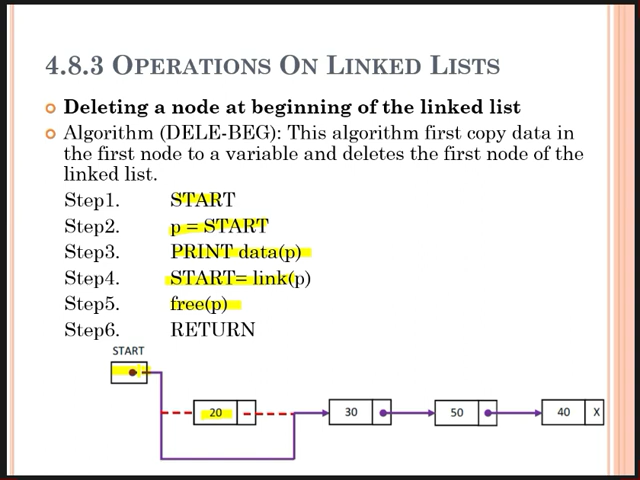 4.8.3 OPERATIONS ON LINKED LISTS
Deleting a node at beginning of the linked list
Algorithm (DELE-BEG): This algorithm first copy data in
the first node to a variable and deletes the first node of the
linked list.
Step1. START
Step2. p = START
Step3. PRINT data(p)
Step4. START= link(p)
Step5. free(p)
Step6. RETURN
START
20 30 50 40 X